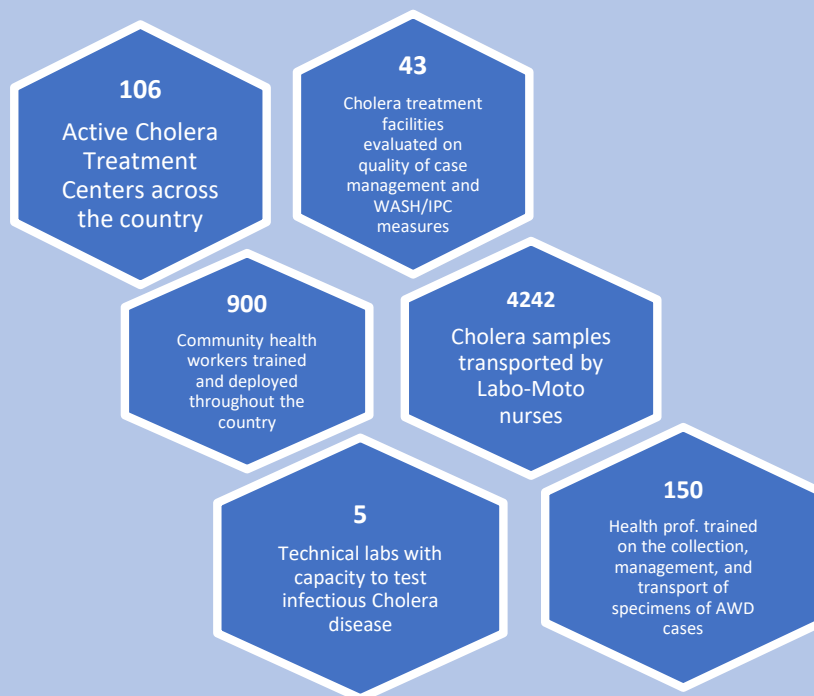 106
Active Cholera
Treatment
Centers across
the country
43
Cholera treatment
facilities
evaluated on
quality of case
management and
WASH/IPC
measures
900
Community health
workers trained
and deployed
throughout the
country
4242
Cholera samples
transported by
Labo-Moto
nurses
5
Technical labs with
capacity to test
infectious Cholera
disease
150
Health prof. trained
on the collection,
management, and
transport of
specimens of AWD
cases